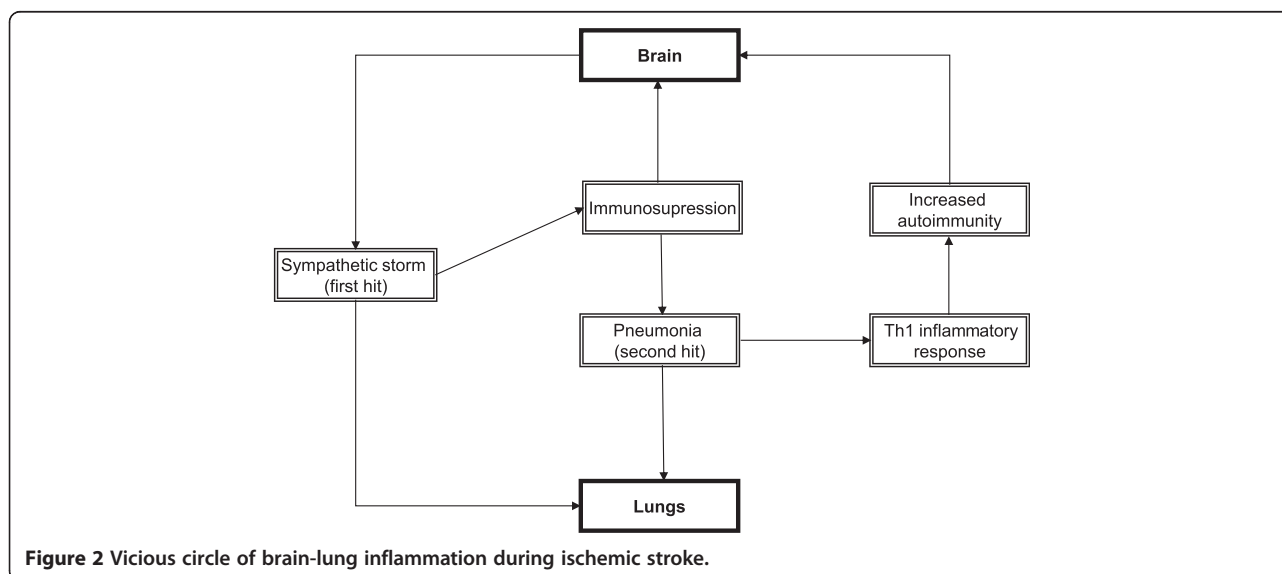 Brain
Immunosupression
Increased
autoimmunity
Sympathetic storm
(first hit)
Pneumonia
(second hit)
Th1 inflammatory
response
Lungs
Figure 2 Vicious circle of brain-lung inflammation during ischemic stroke.